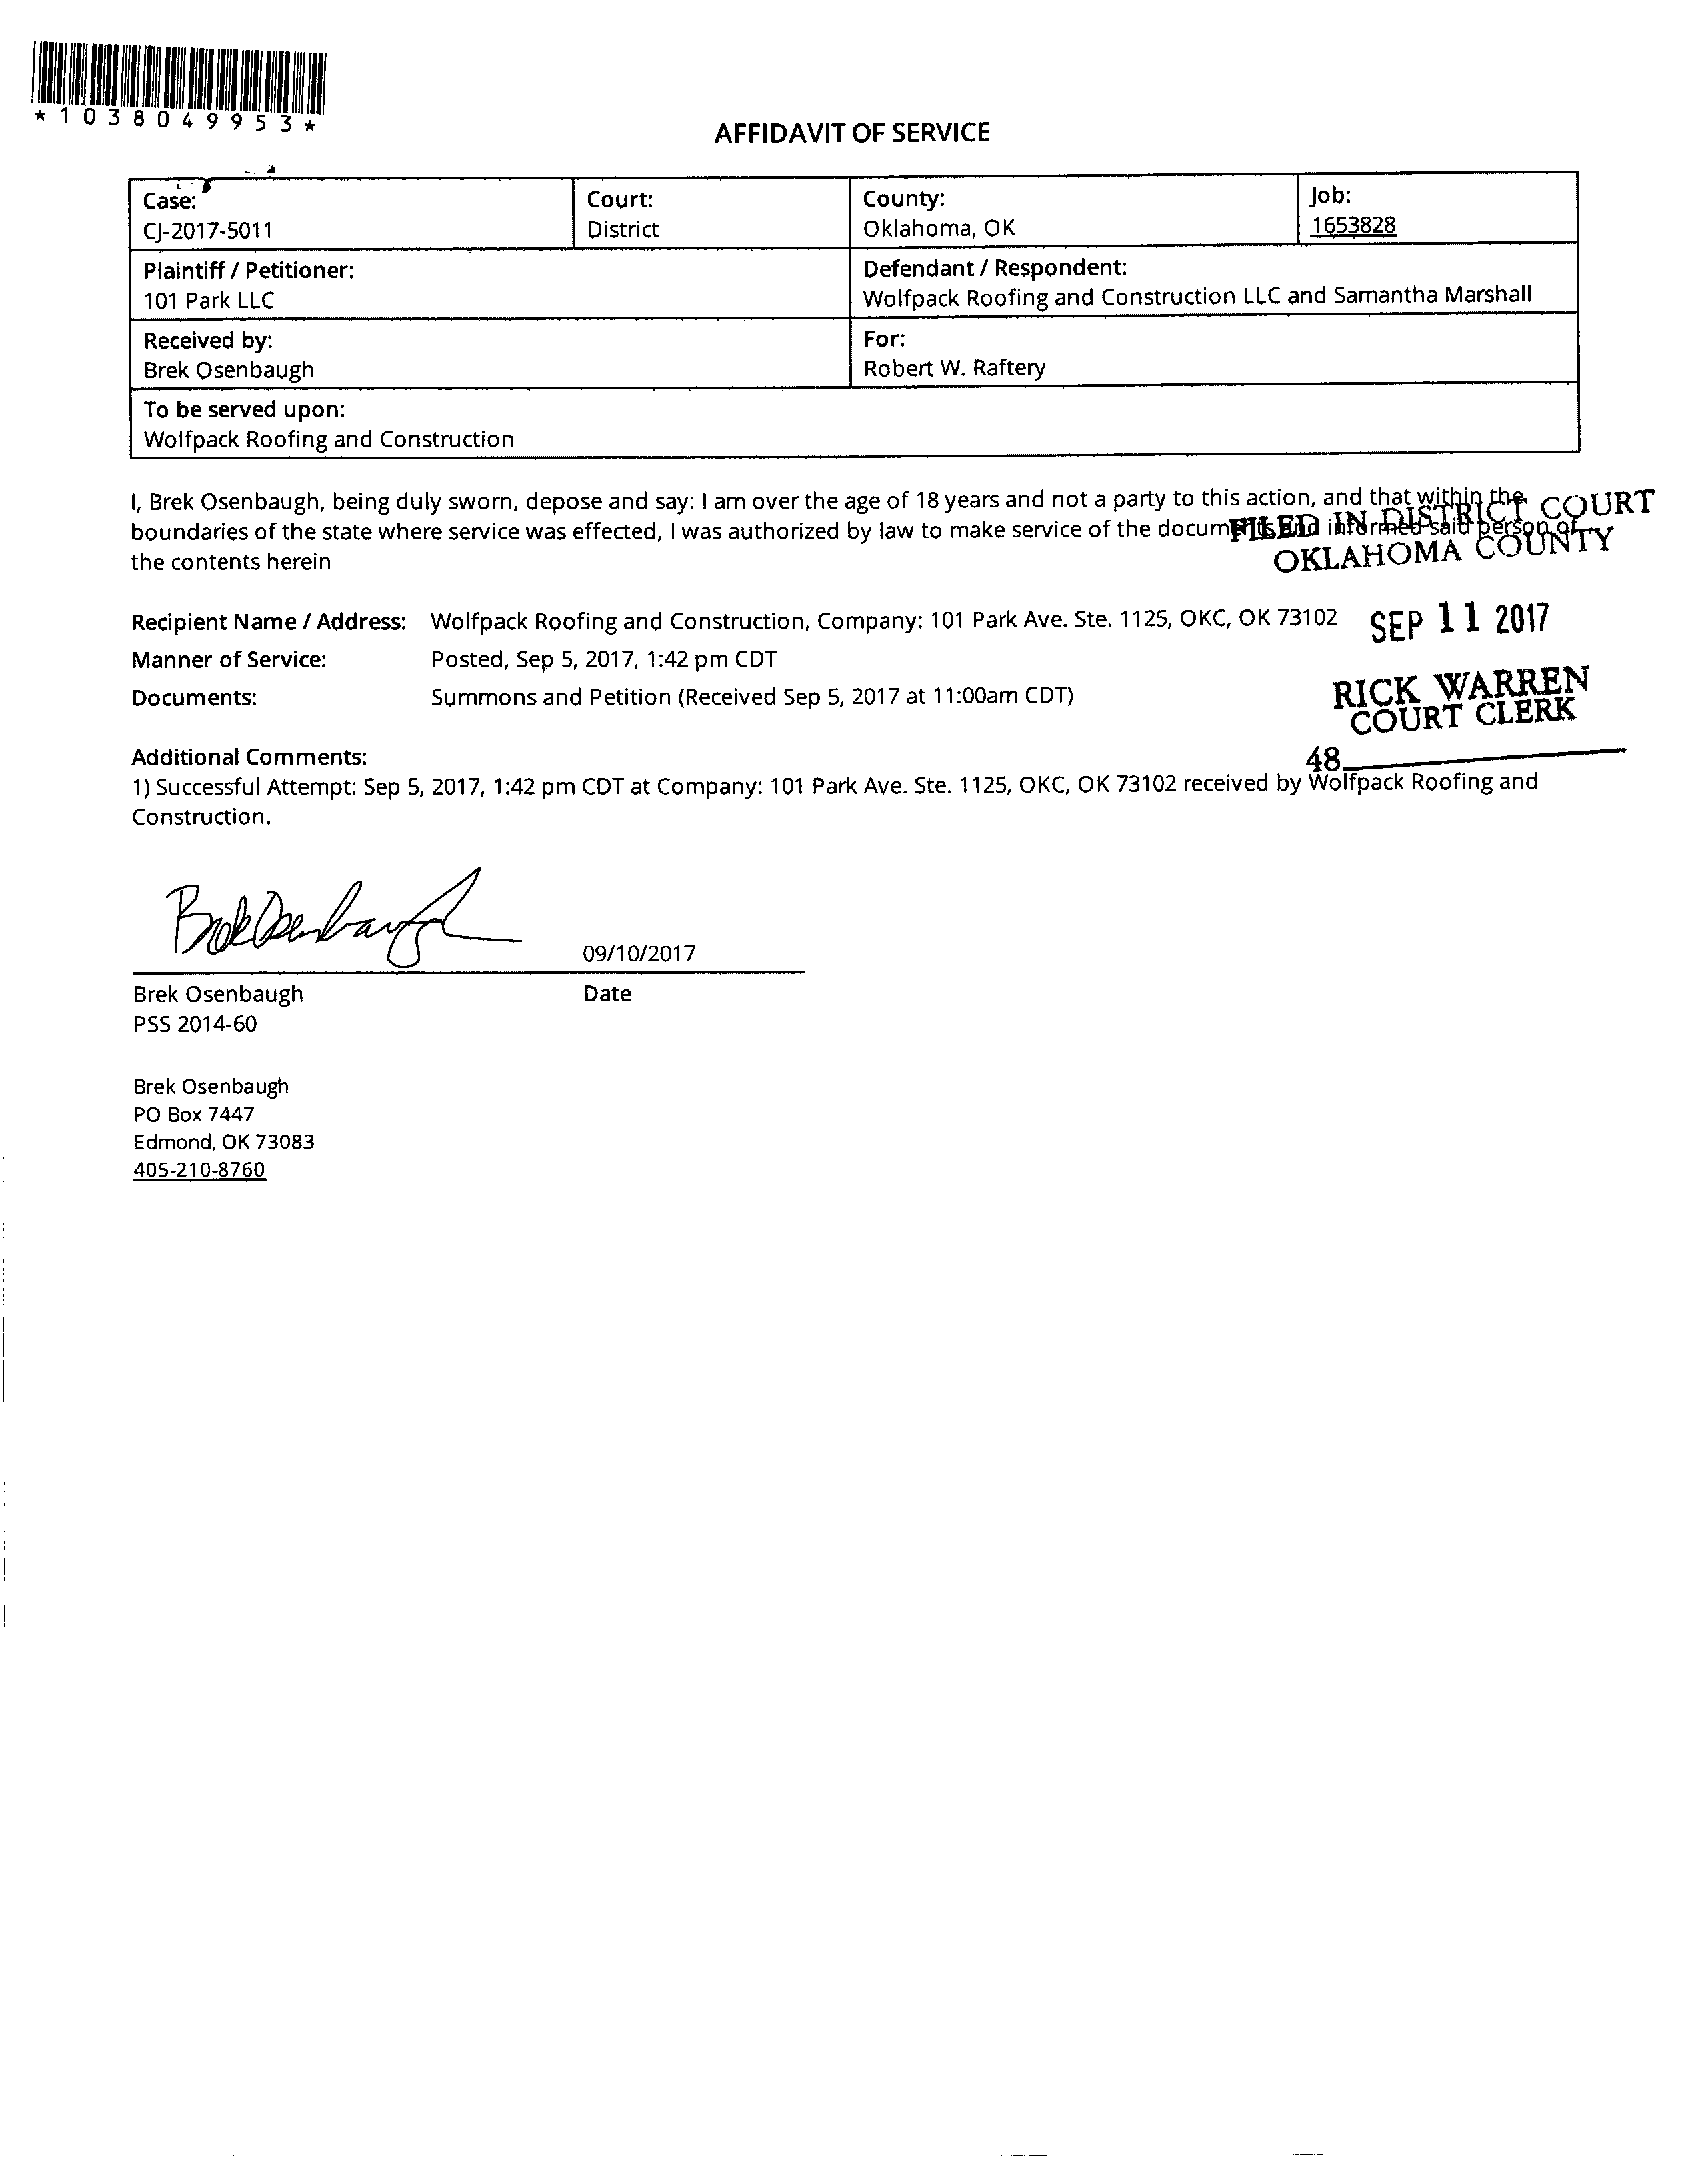 *1038049953*
AFFIDAVIT OF SERVICE
Case:
CJ-2017-5011
Court:
District
County:
Oklahoma, OK
Job:
1653828
Plaintiff / Petitioner:
101 Park LLC
Defendant / Respondent:
Wolfpack Roofing and Construction LLC and Samantha Marshall
Received by:
Brek Osenbaugh
For:
Robert W. Raftery
To be served upon:
Wolfpack Roofing and Construction
I, Brek Osenbaugh, being duly sworn, depose and say: I am over the age of 18 years and not a party to this action, and that within the
boundaries of the state where service was effected, I was authorized by law to make service of the documents and informed said person of
the contents herein
FILED IN DISTRICT COURT
OKLAHOMA COUNTY
Recipient Name / Address: Wolfpack Roofing and Construction, Company: 101 Park Ave. Ste. 1125, OKC, OK 73102
SEP 11 2017
Manner of Service: Posted, Sep 5, 2017, 1:42 pm CDT
Documents: Summons and Petition (Received Sep 5, 2017 at 11:00am CDT)
RICK WARREN
COURT CLERK
48
Additional Comments:
1) Successful Attempt: Sep 5, 2017, 1:42 pm CDT at Company: 101 Park Ave. Ste. 1125, OKC, OK 73102 received by Wolfpack Roofing and
Construction.
Brek Osenbaugh
09/10/2017
Brek Osenbaugh
Date
PSS 2014-60
Brek Osenbaugh
PO Box 7447
Edmond, OK 73083
405-210-8760